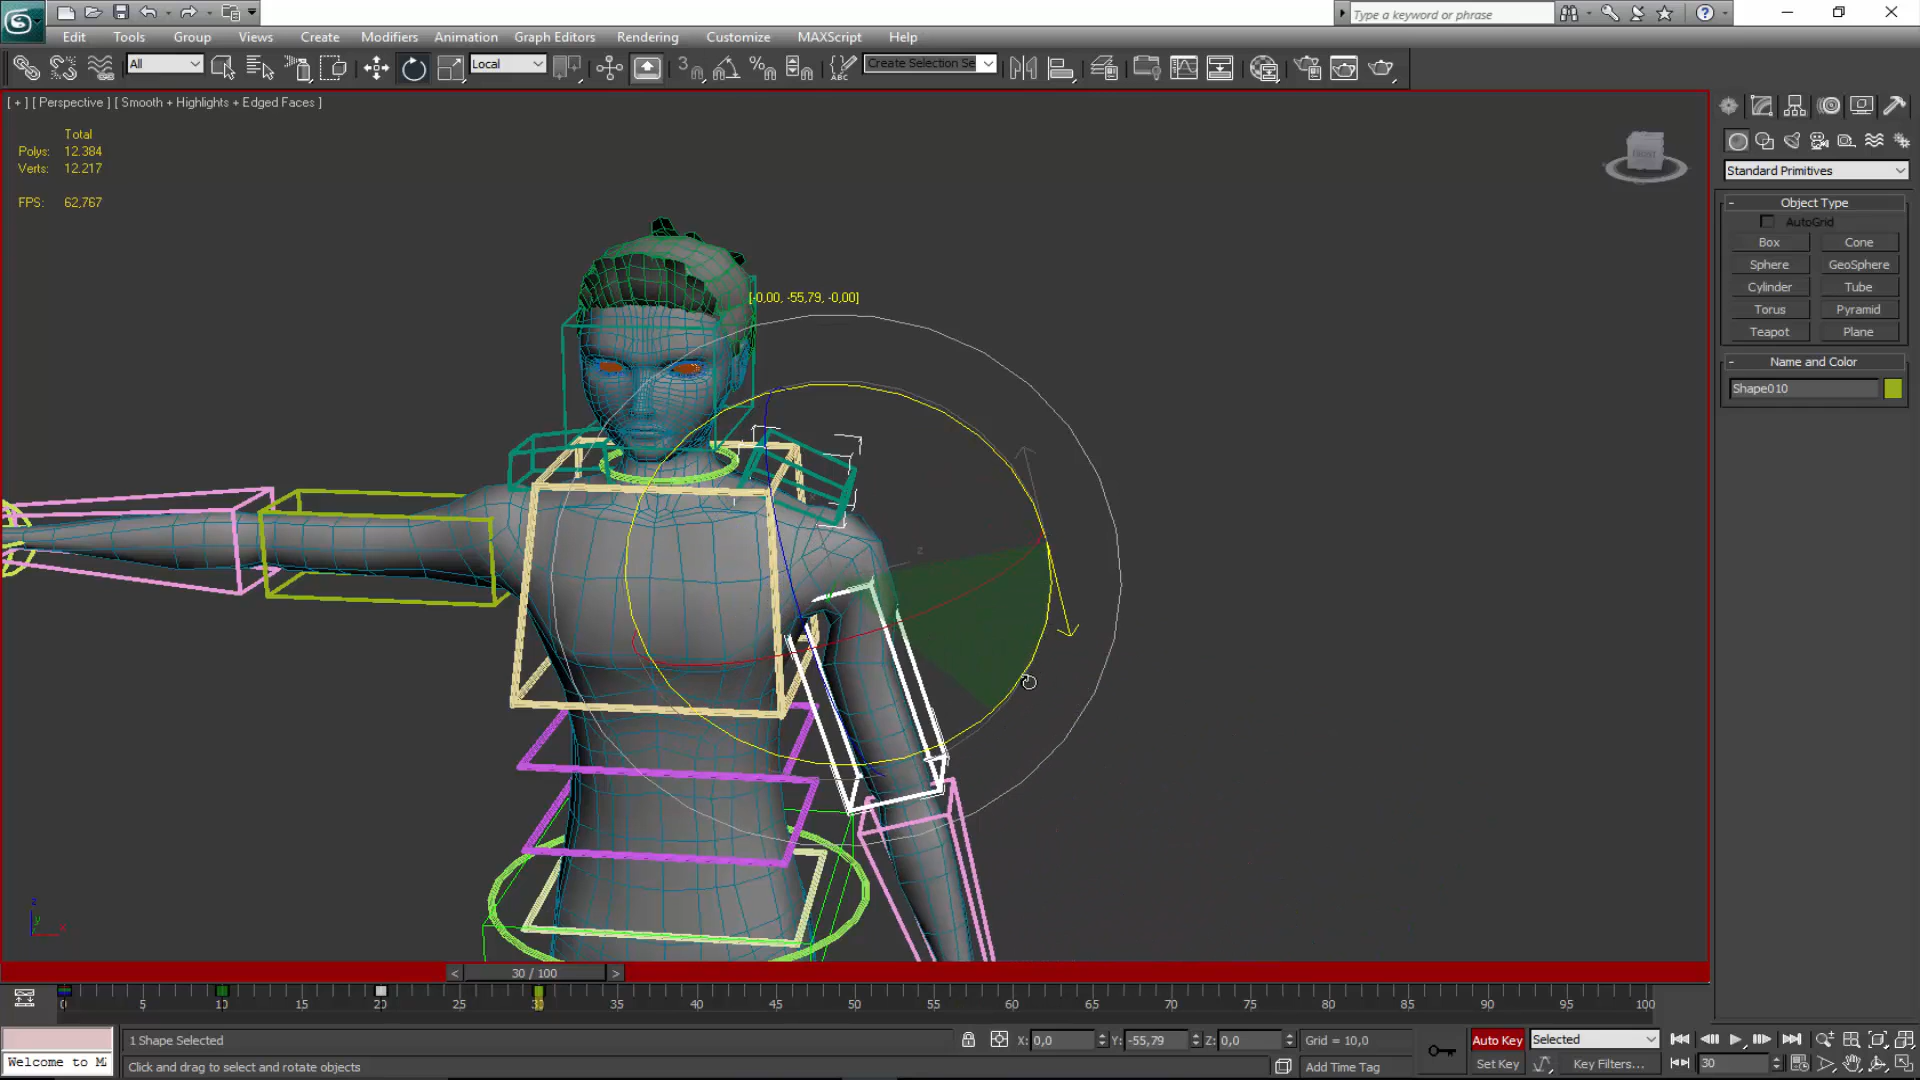 Type a keyword or phrase
Edit Tools Group Views Create Modifiers Animation Graph Editors Rendering Customize MAXScript Help
All Local 3 Create Selection Se
ABC
[ + ] [ Perspective ] [ Smooth + Highlights + Edged Faces ]
Total
Polys: 12.384
Verts: 12.217
FPS: 62,767
FRONT
[-0,00, -55,79, -0,00]
z
z
y
x
Standard Primitives
- Object Type
AutoGrid
Box Cone
Sphere GeoSphere
Cylinder Tube
Torus Pyramid
Teapot Plane
- Name and Color
Shape010
< 30 / 100 >
0 5 10 15 20 25 30 35 40 45 50 55 60 65 70 75 80 85 90 95 100
1 Shape Selected X: 0,0 Y: -55,79 Z: 0,0 Grid = 10,0 Auto Key Selected
Welcome to MA Click and drag to select and rotate objects Add Time Tag Set Key Key Filters... 30